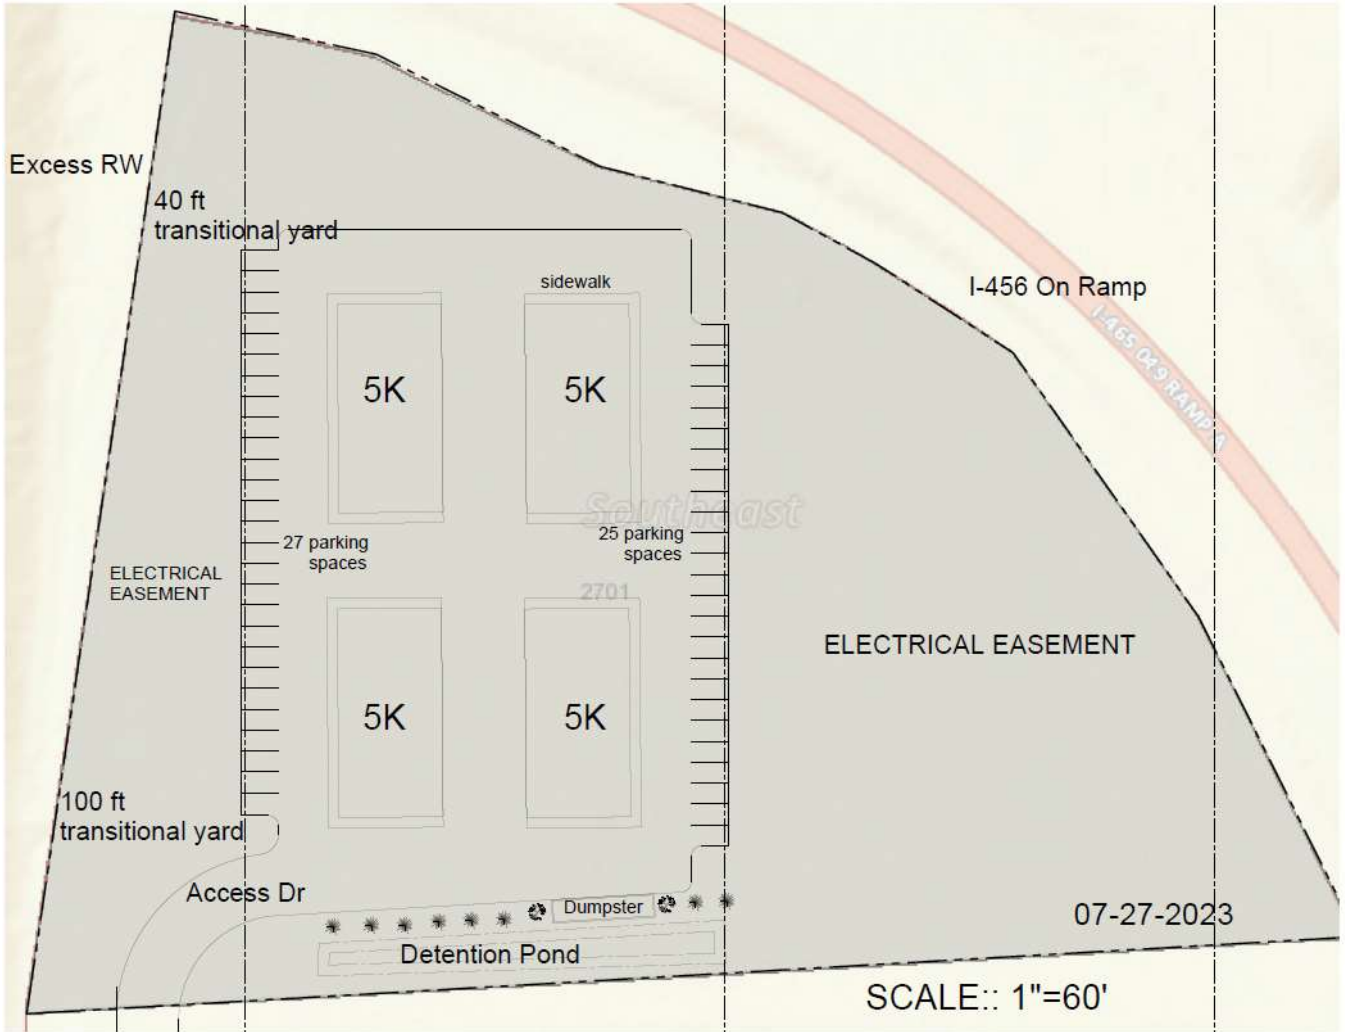 Excess RW
40 ft
transitional yard
sidewalk
I-456 On Ramp
I-465 049 RAMP A
5K
5K
Southeast
27 parking
spaces
25 parking
spaces
ELECTRICAL
EASEMENT
2701
ELECTRICAL EASEMENT
5K
5K
100 ft
transitional yard
Access Dr
Dumpster
07-27-2023
Detention Pond
SCALE:: 1"=60'